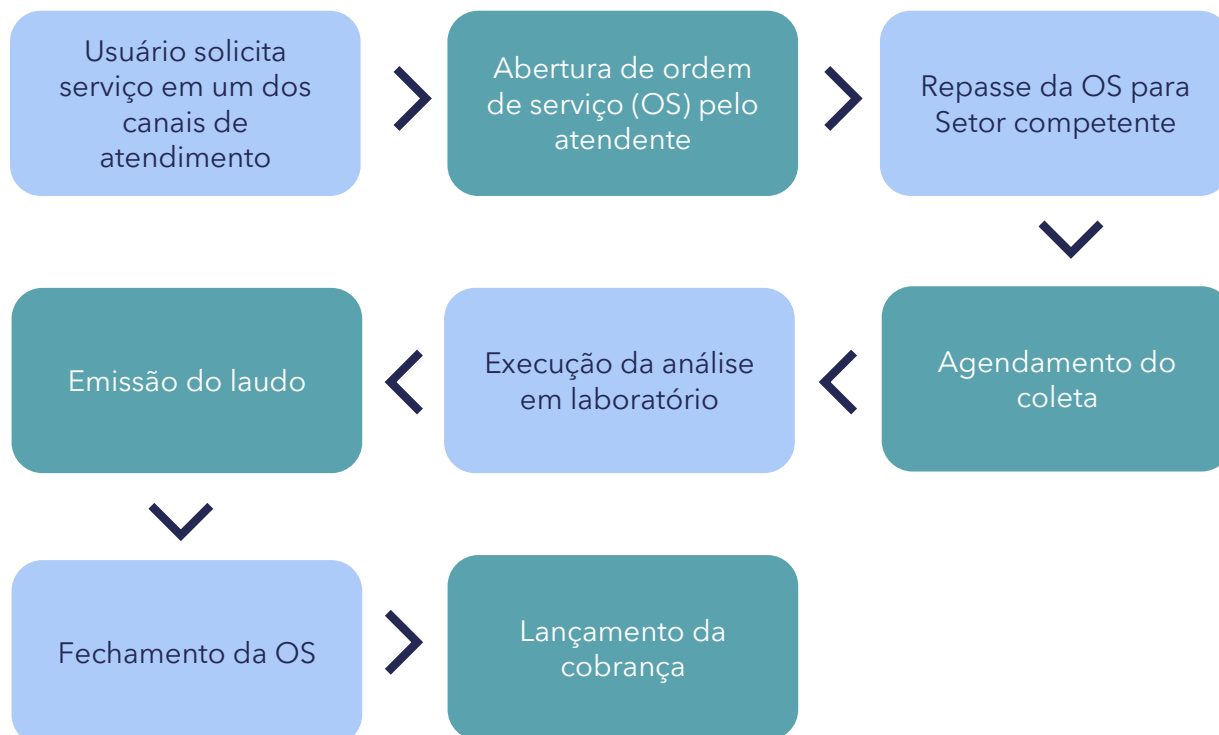 Usuário solicita
serviço em um dos
canais de
atendimento
Abertura de ordem
de serviço (OS) pelo
atendente
Repasse da OS para
Setor competente
Agendamento do
coleta
Execução da análise
em laboratório
Emissão do laudo
Fechamento da OS
Lançamento da
cobrança